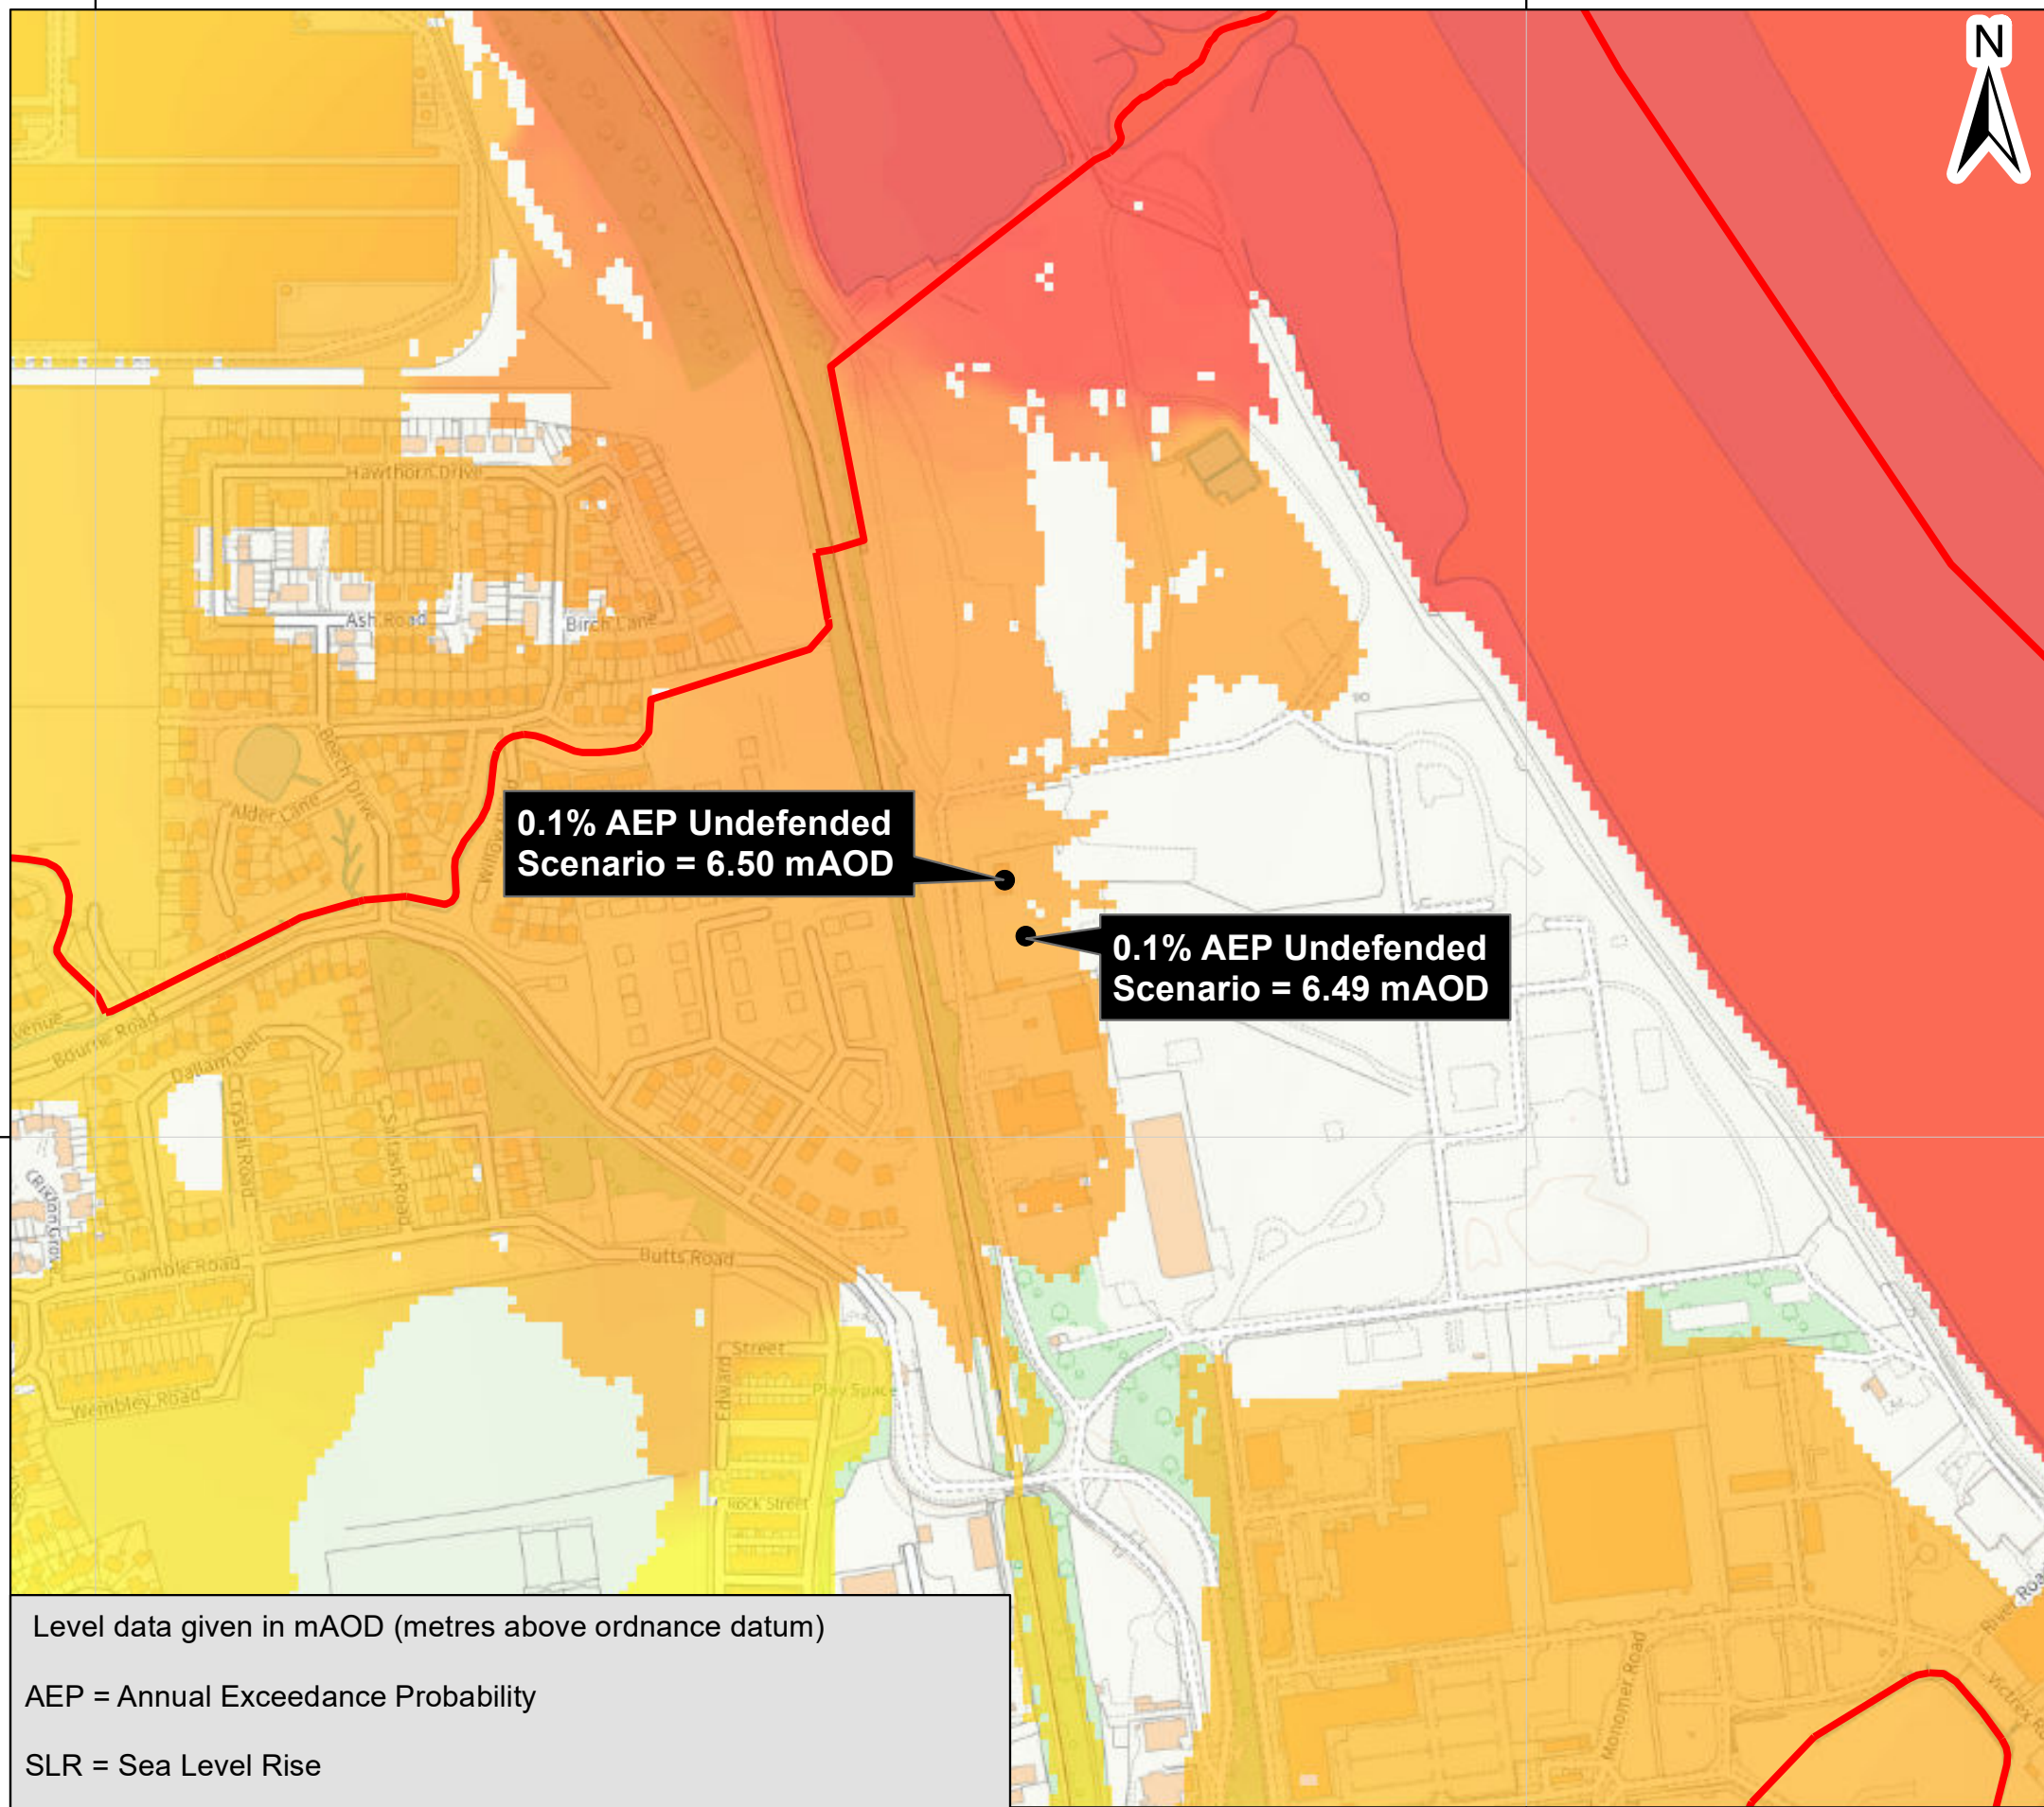 N
Hawthorn Drive
Ash Road
Birch Lane
Beech Drive
Alder Lane
0.1% AEP Undefended
Scenario = 6.50 mAOD
0.1% AEP Undefended
Scenario = 6.49 mAOD
Bourne Road
Dallam Dell
Crystal Road
Saltash Road
Gamble Road
Butts Road
Wembley Road
Edward Street
Play Space
Rock Street
Monomer Road
River Road
Level data given in mAOD (metres above ordnance datum)
AEP = Annual Exceedance Probability
SLR = Sea Level Rise